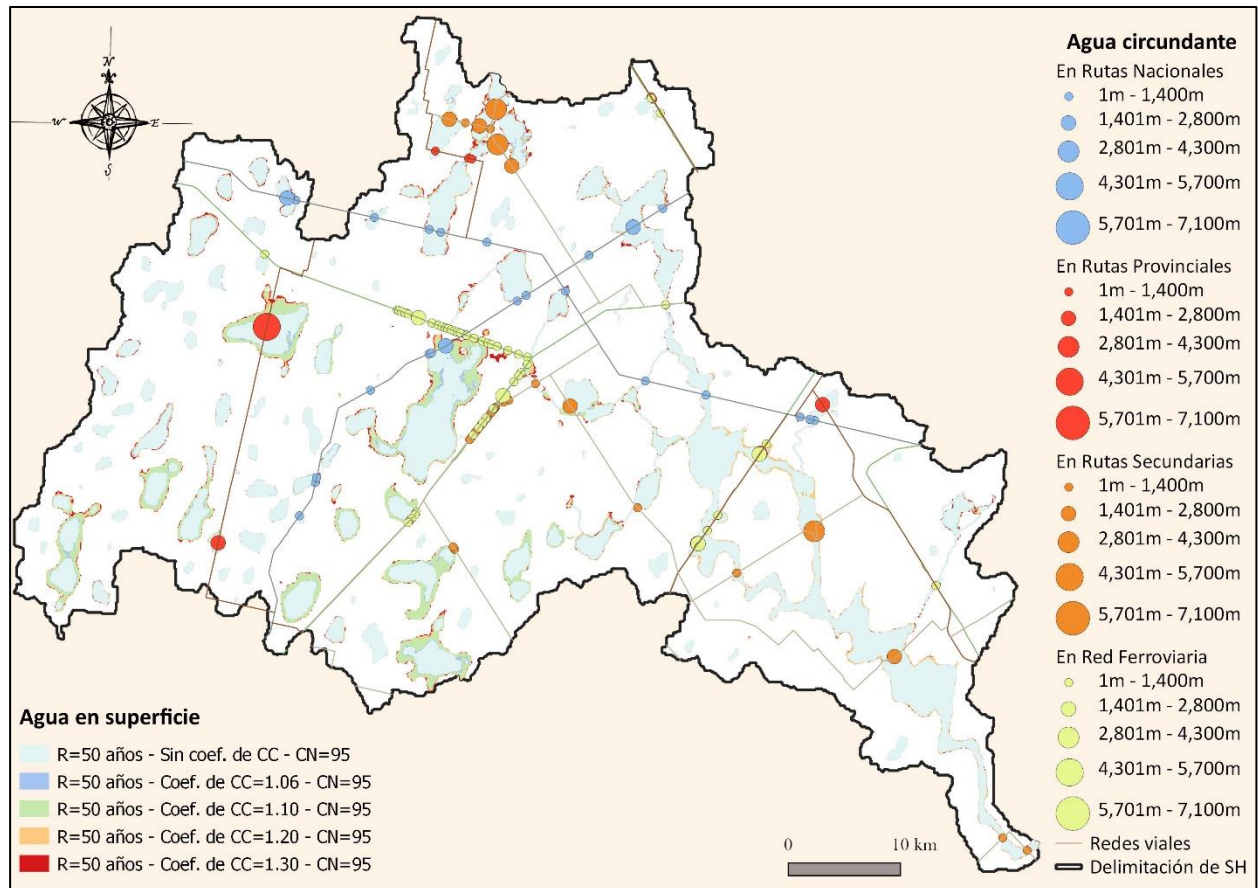 N
W
E
S
Agua circundante
En Rutas Nacionales
1m - 1,400m
1,401m - 2,800m
2,801m - 4,300m
4,301m - 5,700m
5,701m - 7,100m
En Rutas Provinciales
1m - 1,400m
1,401m - 2,800m
2,801m - 4,300m
4,301m - 5,700m
5,701m - 7,100m
En Rutas Secundarias
1m - 1,400m
1,401m - 2,800m
2,801m - 4,300m
4,301m - 5,700m
5,701m - 7,100m
En Red Ferroviaria
1m - 1,400m
1,401m - 2,800m
2,801m - 4,300m
4,301m - 5,700m
5,701m - 7,100m
Redes viales
Delimitación de SH
Agua en superficie
R=50 años - Sin coef. de CC - CN=95
R=50 años - Coef. de CC=1.06 - CN=95
R=50 años - Coef. de CC=1.10 - CN=95
R=50 años - Coef. de CC=1.20 - CN=95
R=50 años - Coef. de CC=1.30 - CN=95
0 10 km